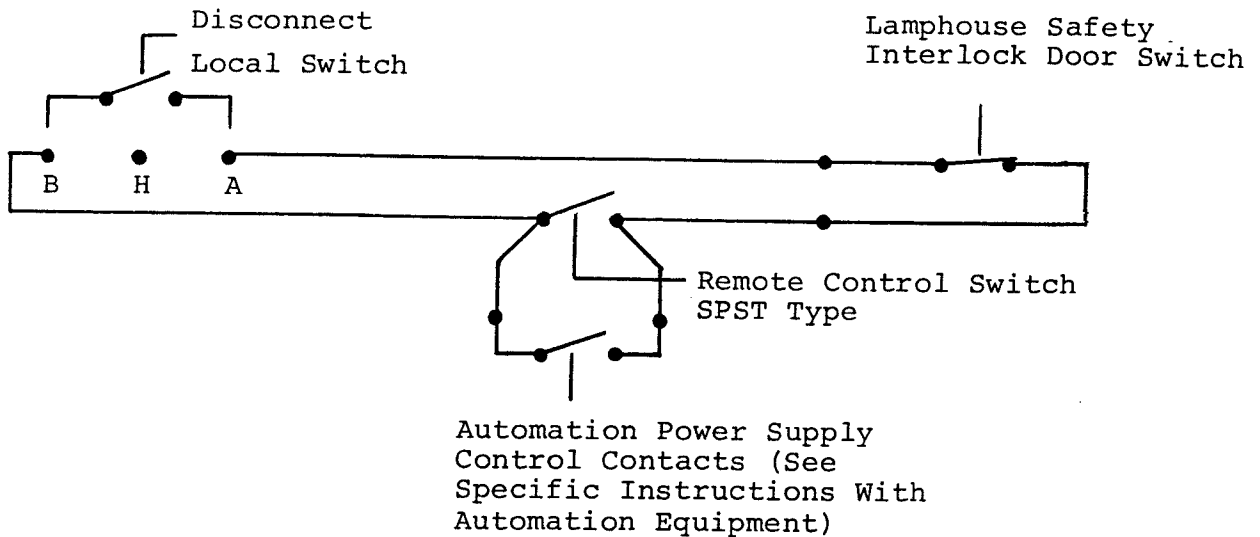 Disconnect
Local Switch
Lamphouse Safety
Interlock Door Switch
B H A
Remote Control Switch
SPST Type
Automation Power Supply
Control Contacts (See
Specific Instructions With
Automation Equipment)